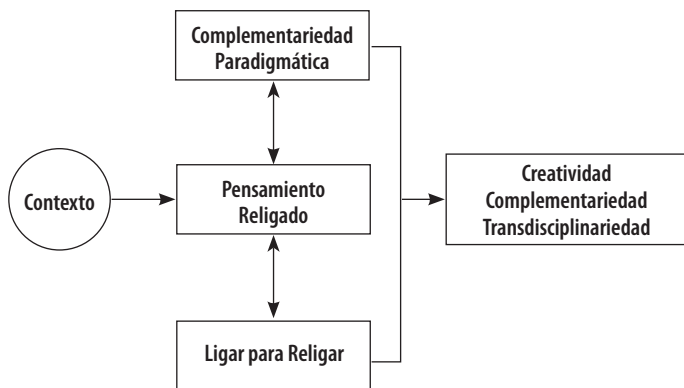 Complementariedad
Paradigmática
Contexto
Pensamiento
Religado
Creatividad
Complementariedad
Transdisciplinariedad
Ligar para Religar